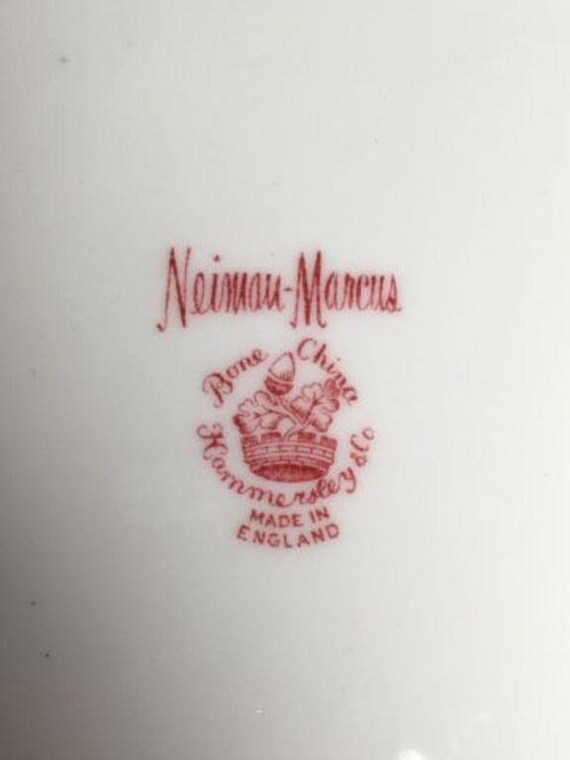 Neiman-Marcus
Bone China
Hammersley & Co
MADE IN
ENGLAND